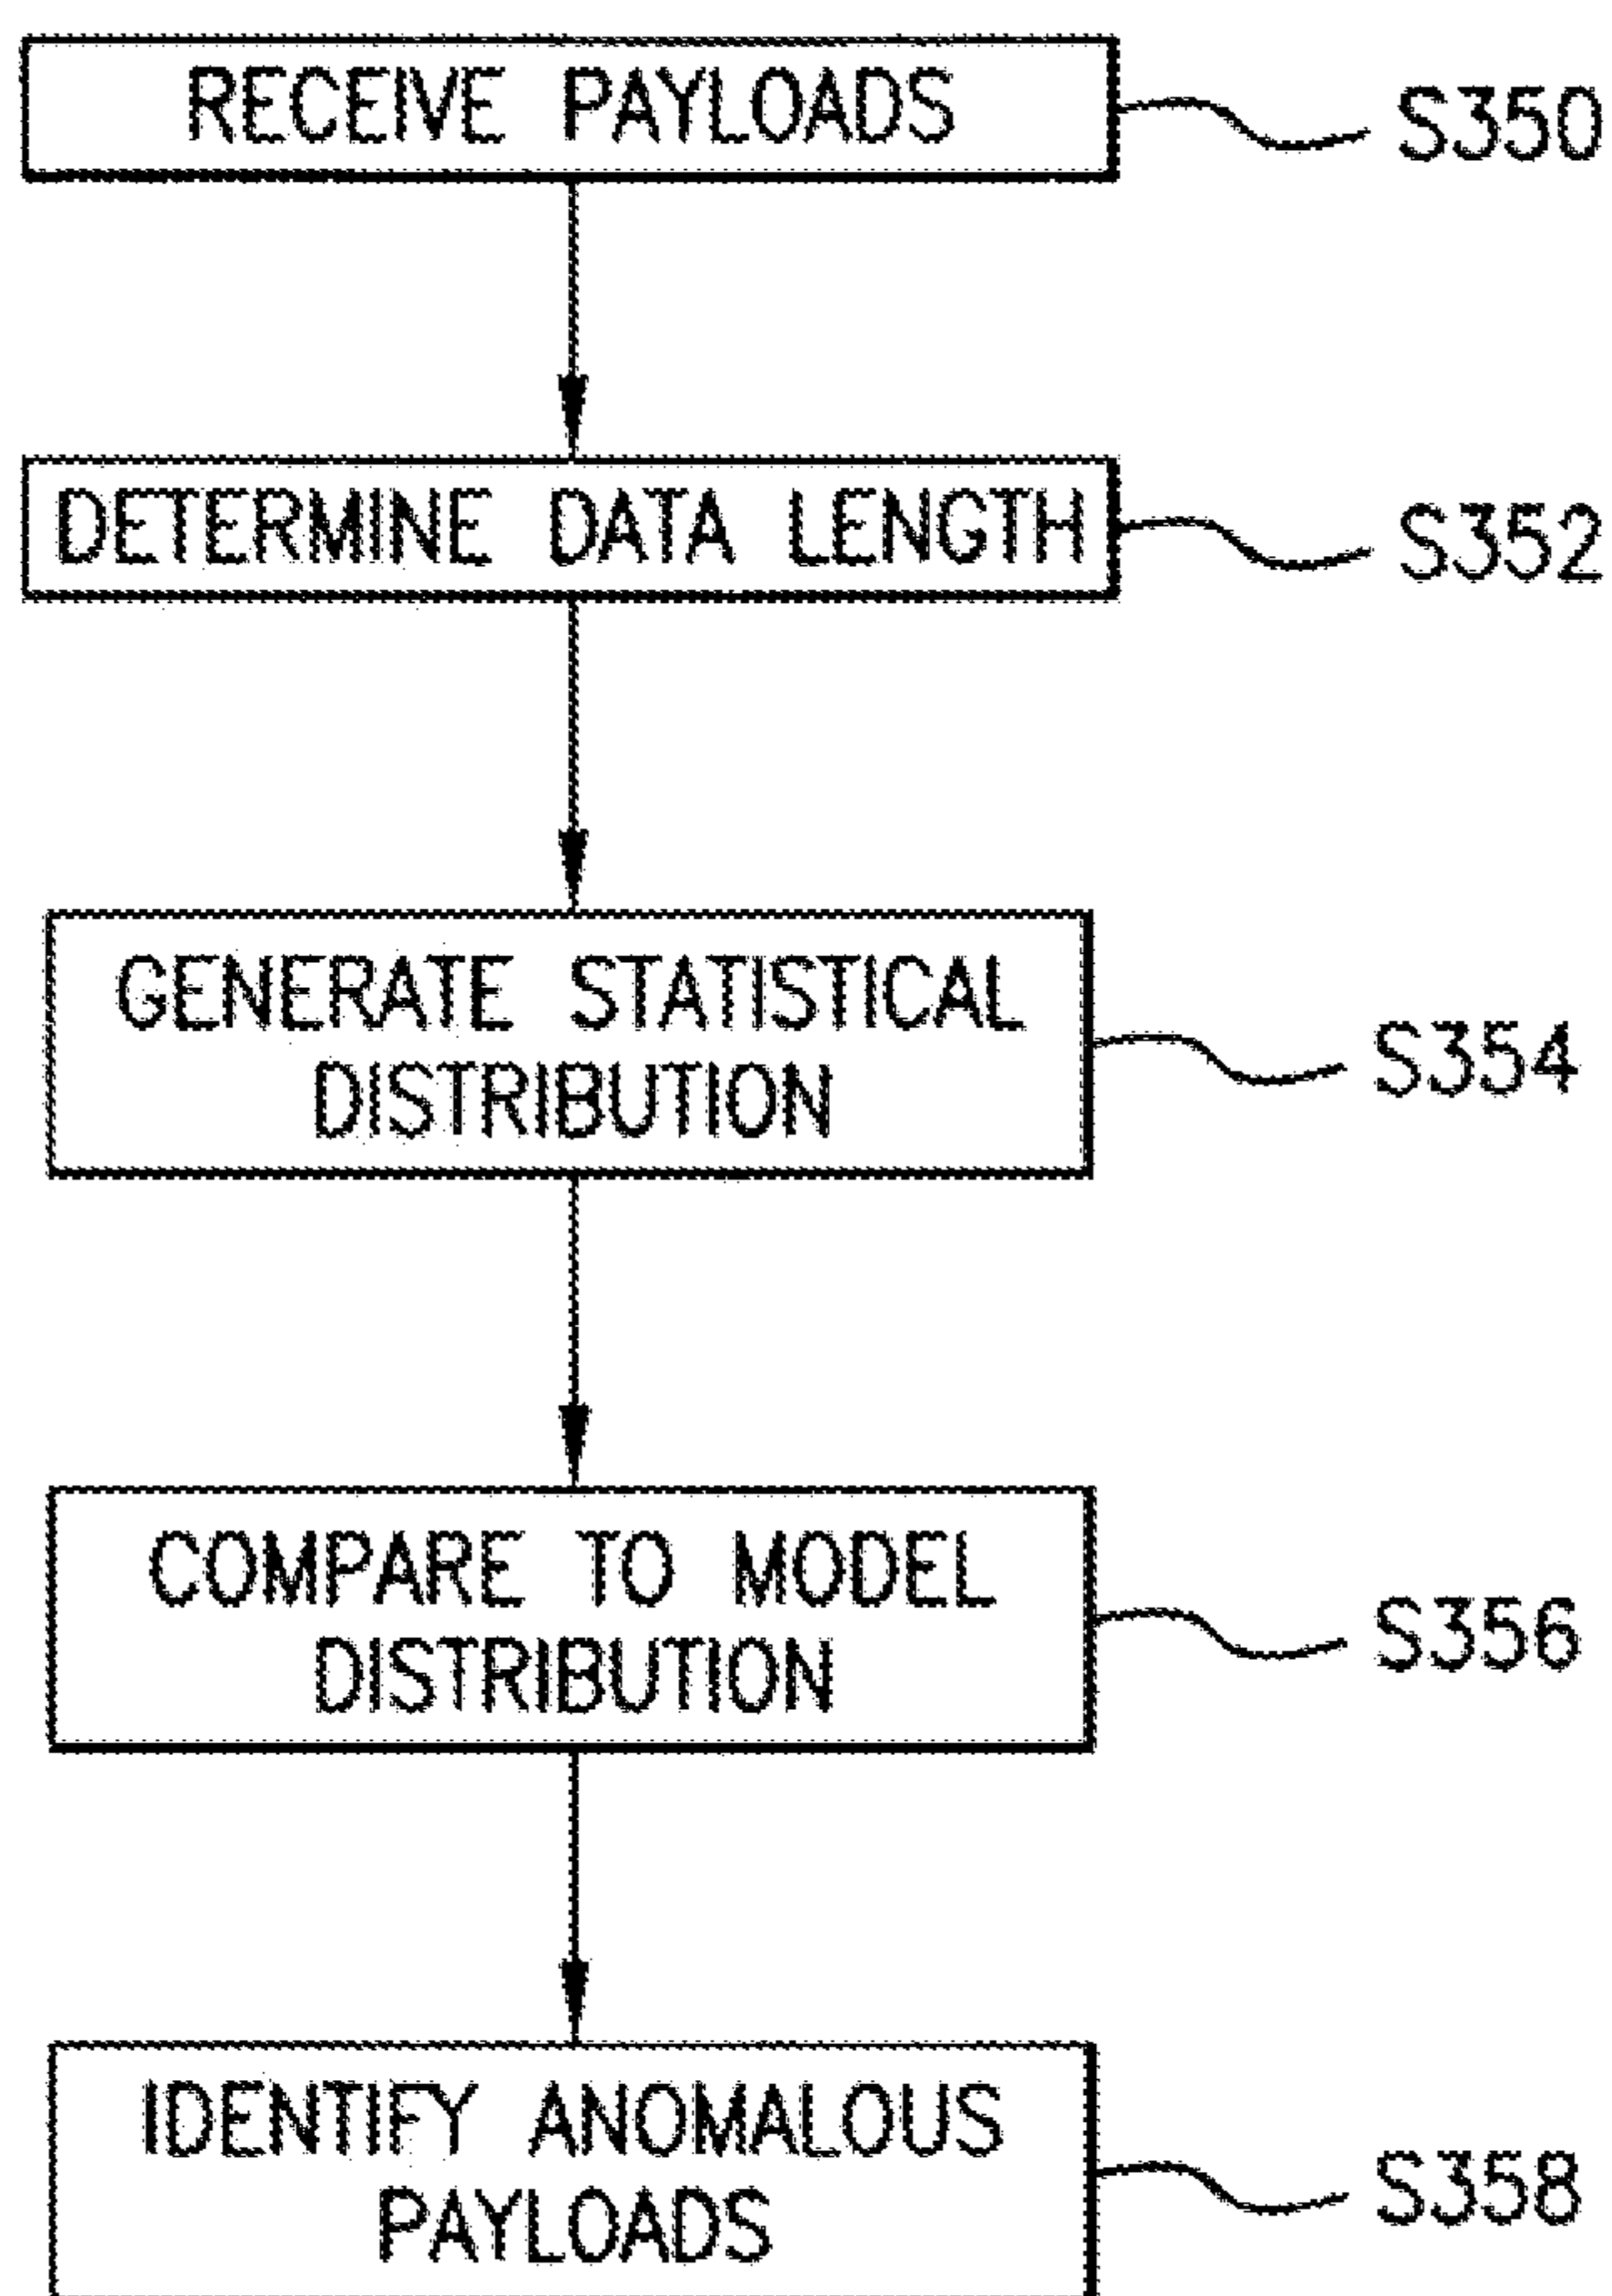 RECEIVE PAYLOADS
S350
DETERMINE DATA LENGTH
S352
GENERATE STATISTICAL
DISTRIBUTION
S354
COMPARE TO MODEL
DISTRIBUTION
S356
IDENTIFY ANOMALOUS
PAYLOADS
S358